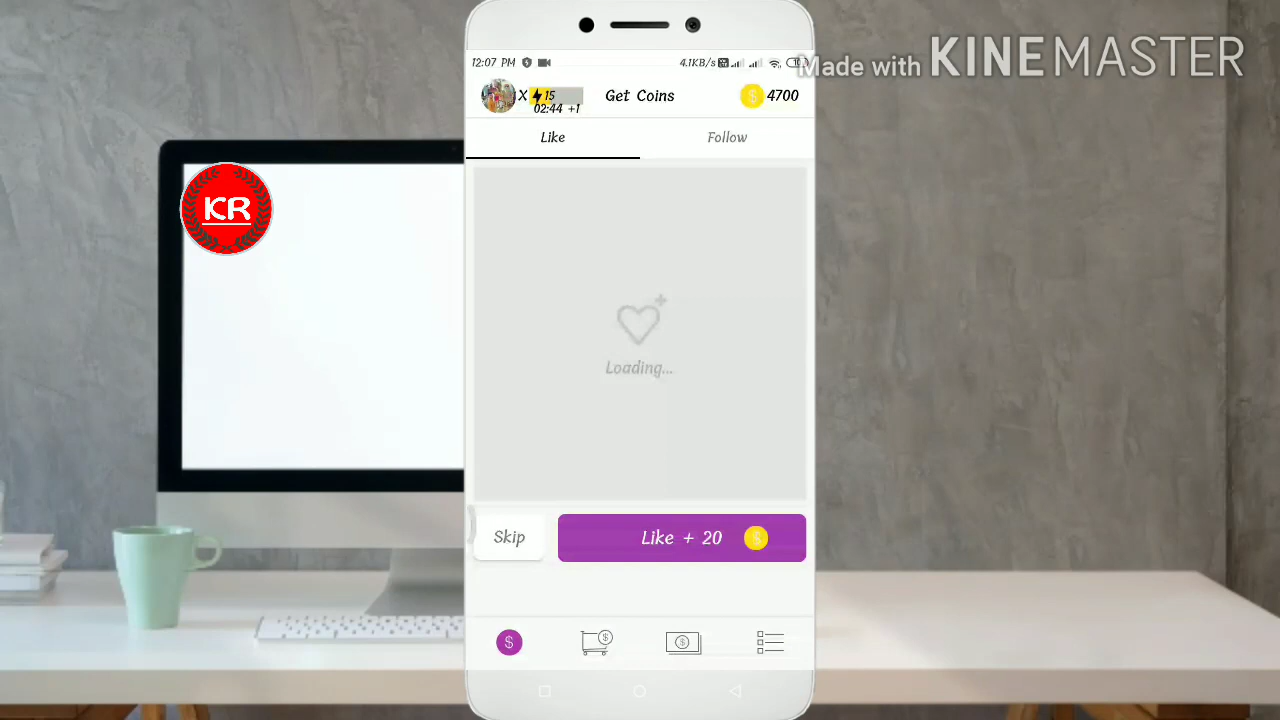 Made with KINEMASTER
12:07 PM 4.1KB/s
X 15 Get Coins 4700
02:44 +1
Like Follow
KR
Loading...
Skip Like + 20